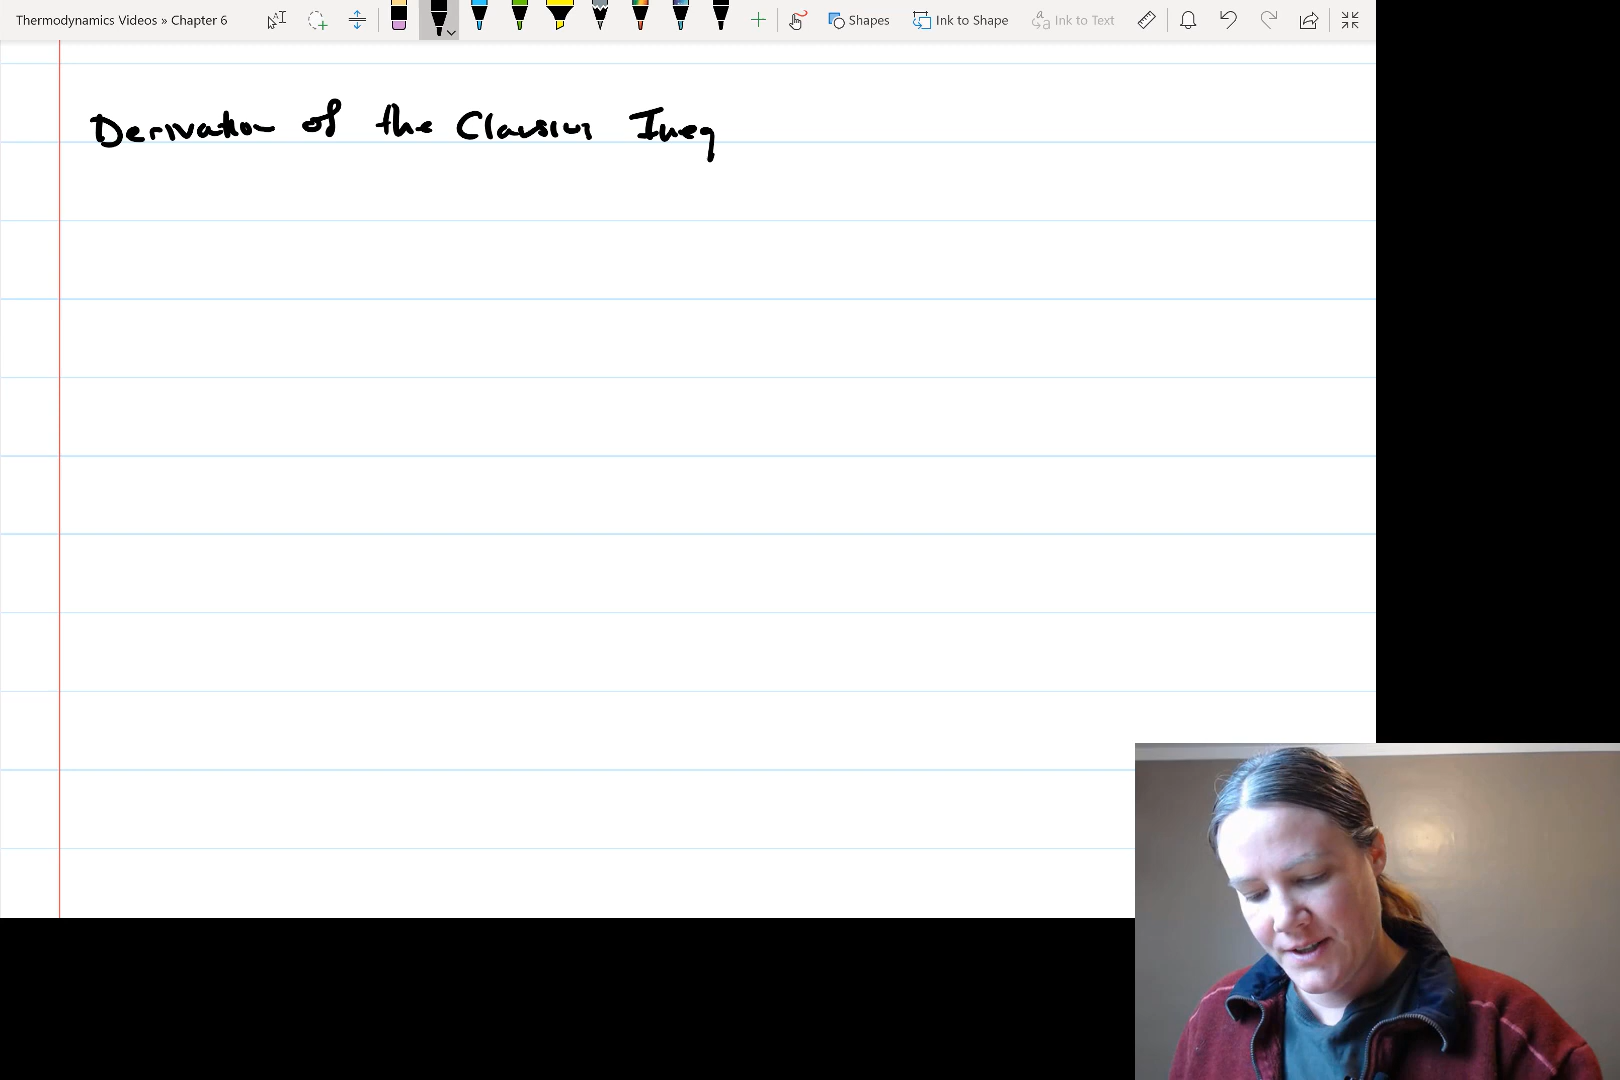 Thermodynamics Videos » Chapter 6 Shapes Ink to Shape Ink to Text
Derivation of the Clausius Ineq